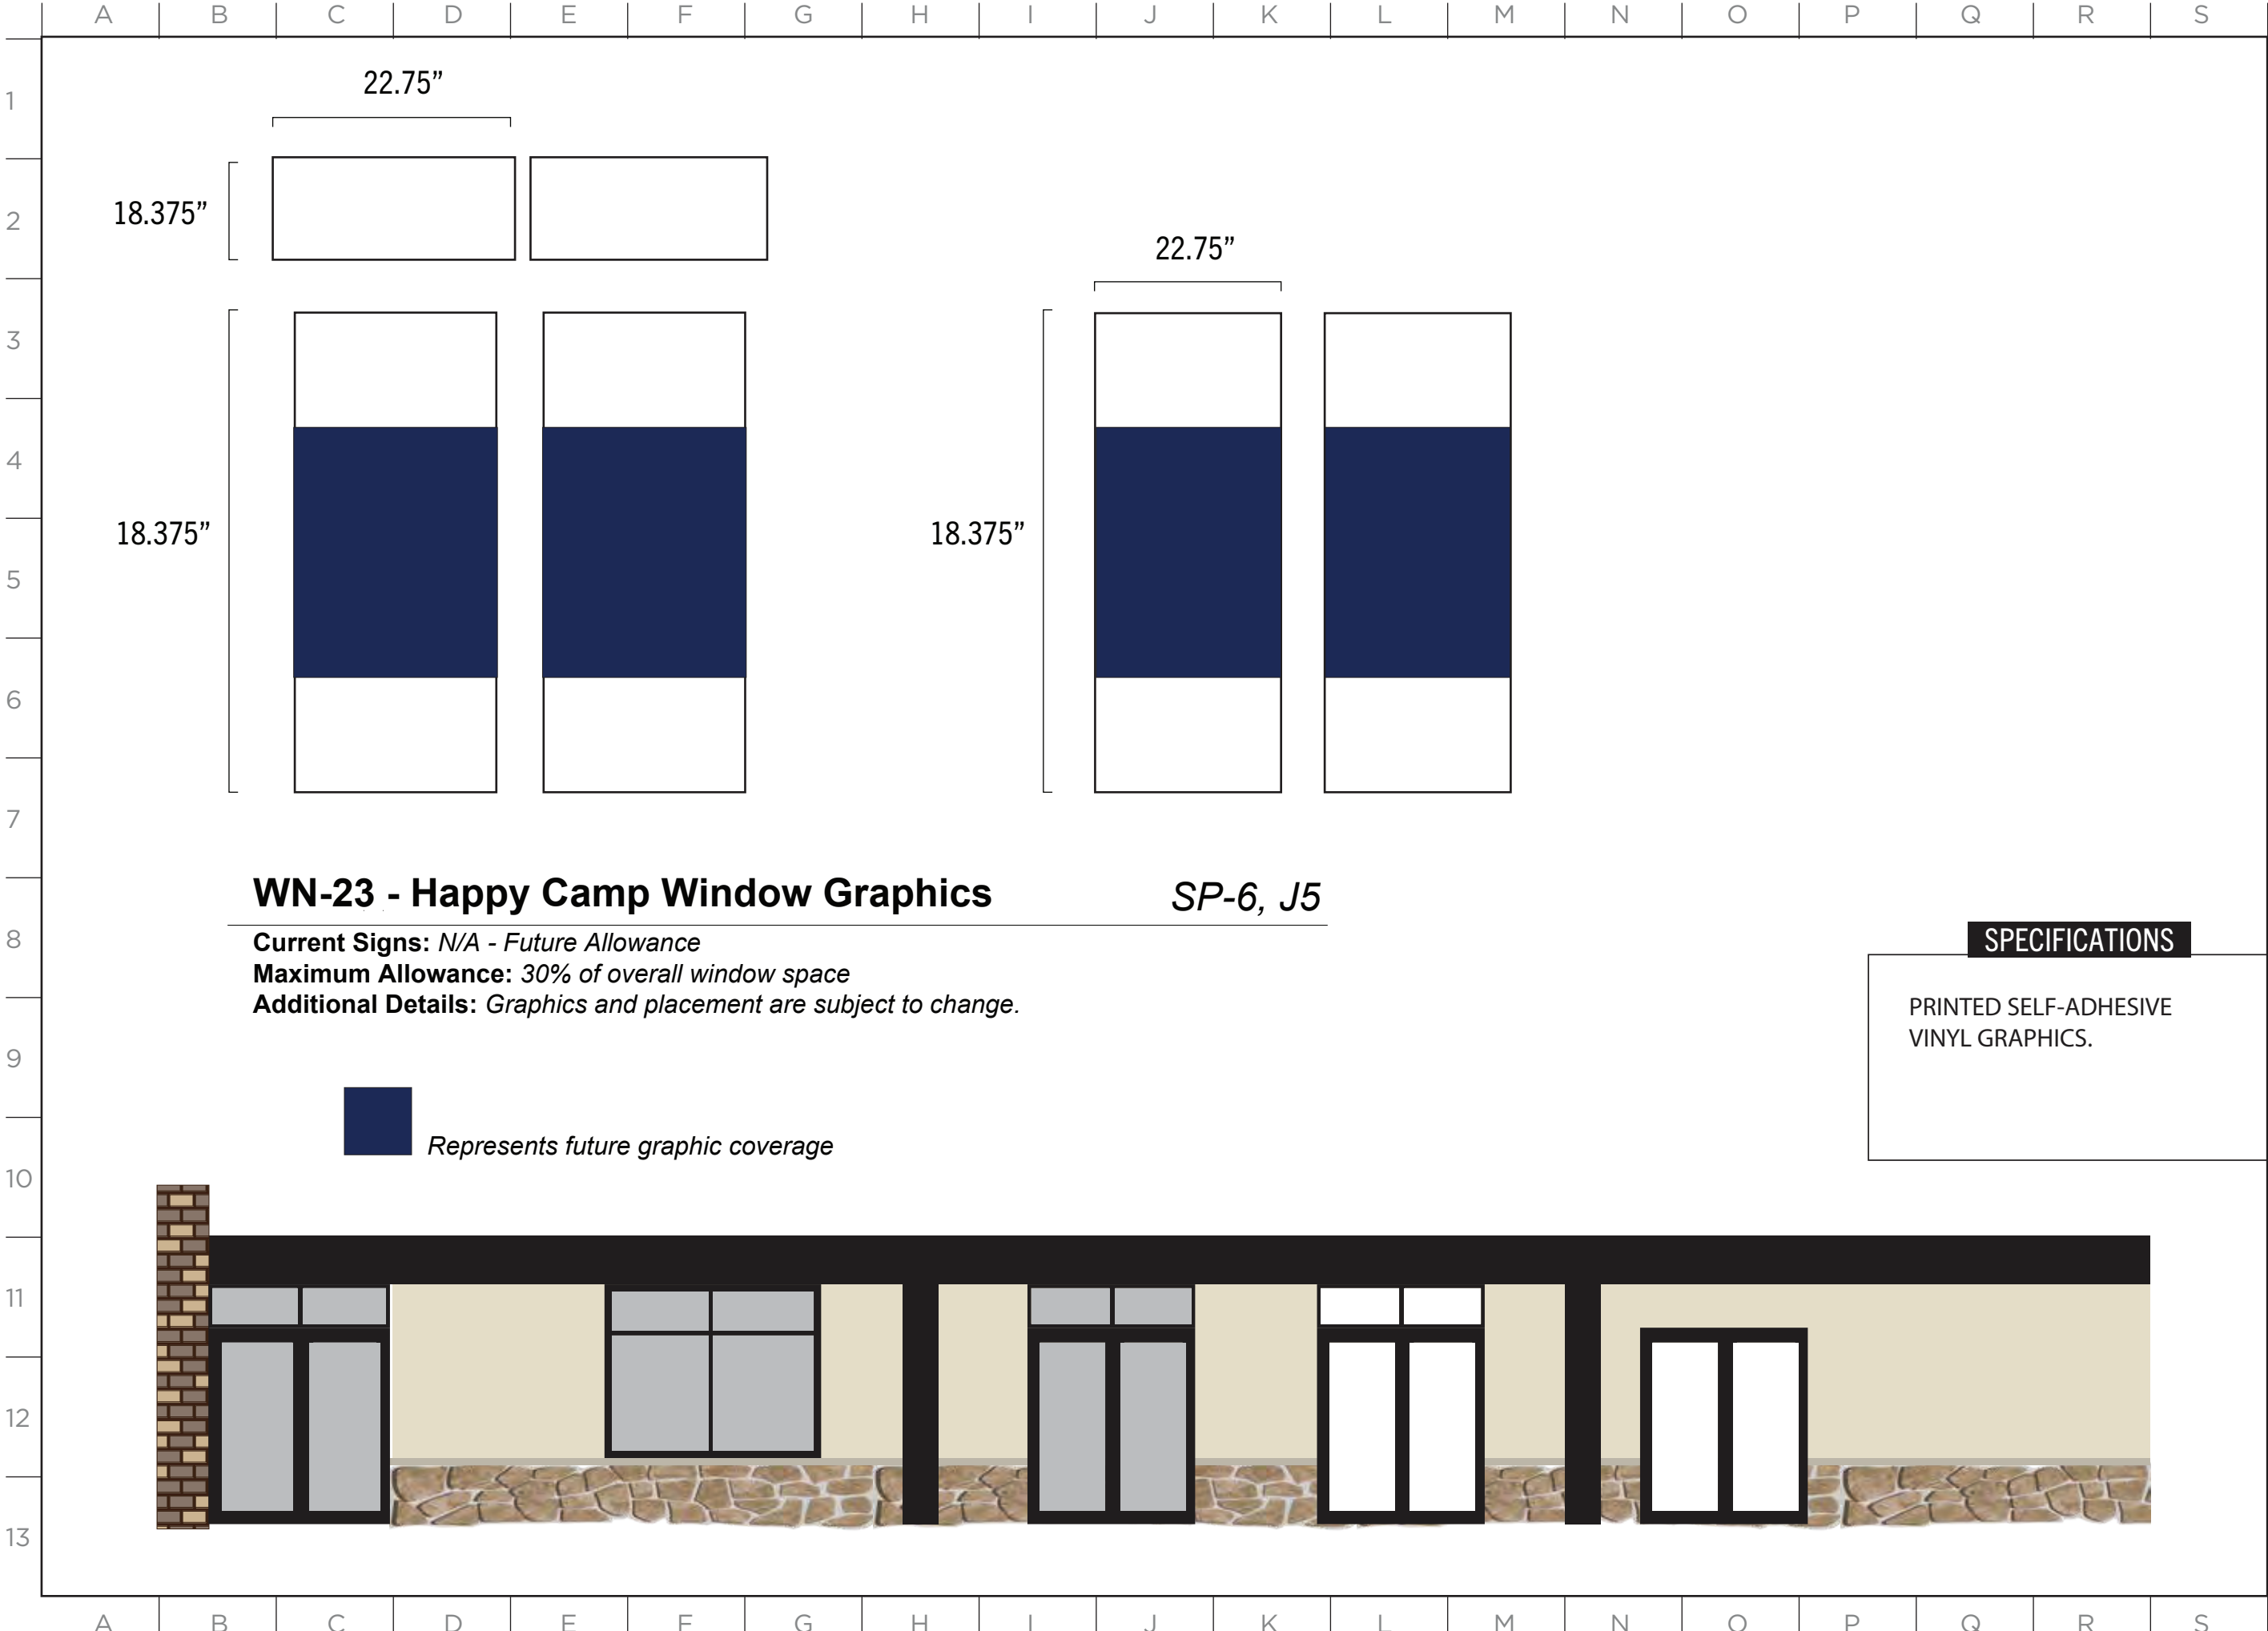 A B C D E F G H I J K L M N O P Q R S
1
22.75”
2
18.375”
22.75”
3
4
18.375”
18.375”
5
6
7
WN-23 - Happy Camp Window Graphics
SP-6, J5
8
Current Signs: N/A - Future Allowance
Maximum Allowance: 30% of overall window space
Additional Details: Graphics and placement are subject to change.
SPECIFICATIONS
PRINTED SELF-ADHESIVE
VINYL GRAPHICS.
9
Represents future graphic coverage
10
11
12
13
A B C D E F G H I J K L M N O P Q R S